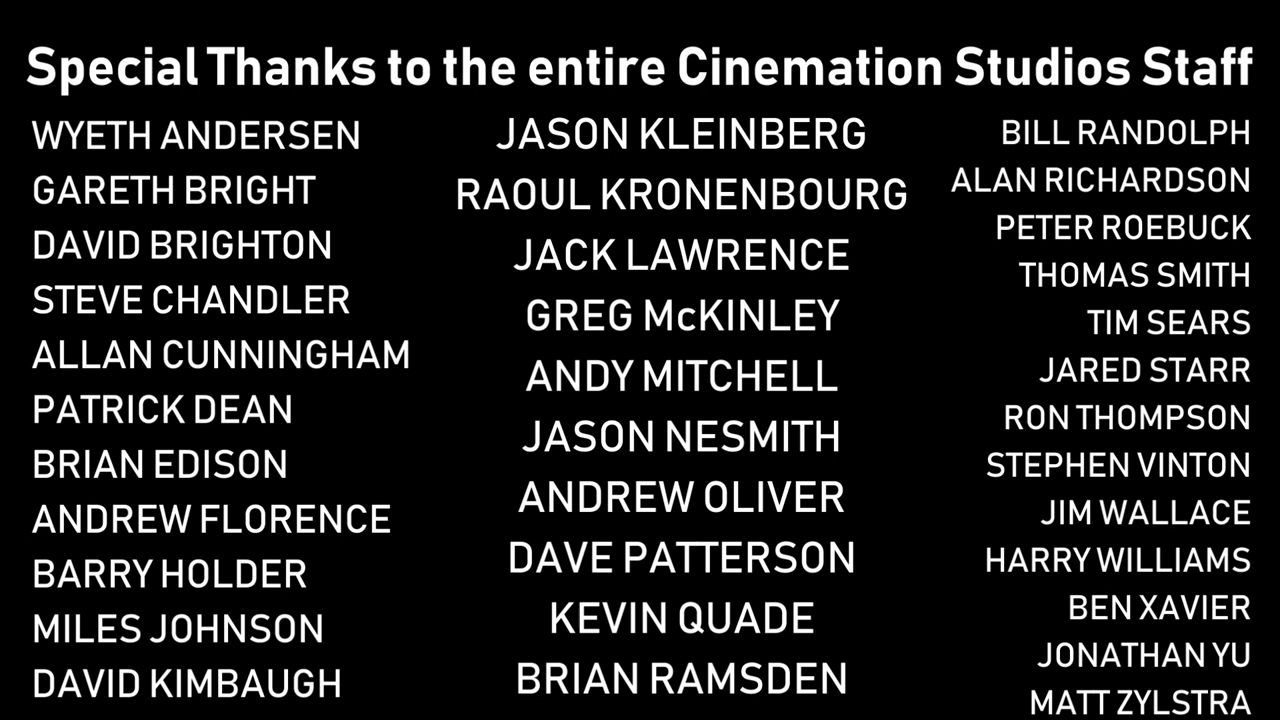 Special Thanks to the entire Cinemation Studios Staff
WYETH ANDERSEN
GARETH BRIGHT
DAVID BRIGHTON
STEVE CHANDLER
ALLAN CUNNINGHAM
PATRICK DEAN
BRIAN EDISON
ANDREW FLORENCE
BARRY HOLDER
MILES JOHNSON
DAVID KIMBAUGH
JASON KLEINBERG
RAOUL KRONENBOURG
JACK LAWRENCE
GREG McKINLEY
ANDY MITCHELL
JASON NESMITH
ANDREW OLIVER
DAVE PATTERSON
KEVIN QUADE
BRIAN RAMSDEN
BILL RANDOLPH
ALAN RICHARDSON
PETER ROEBUCK
THOMAS SMITH
TIM SEARS
JARED STARR
RON THOMPSON
STEPHEN VINTON
JIM WALLACE
HARRY WILLIAMS
BEN XAVIER
JONATHAN YU
MATT ZYLSTRA